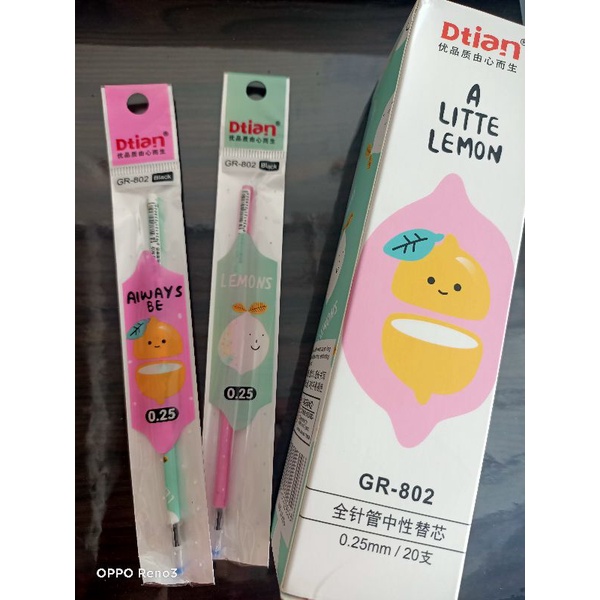 Dtian®
优品质由心而生
GR-802 Black
AlWAYS
BE
0.25
Dtian®
优品质由心而生
GR-802 Black
LEMONS
0.25
Dtian®
优品质由心而生
A
LITTE
LEMON
GR-802
全针管中性替芯
0.25mm / 20支
OPPO Reno3